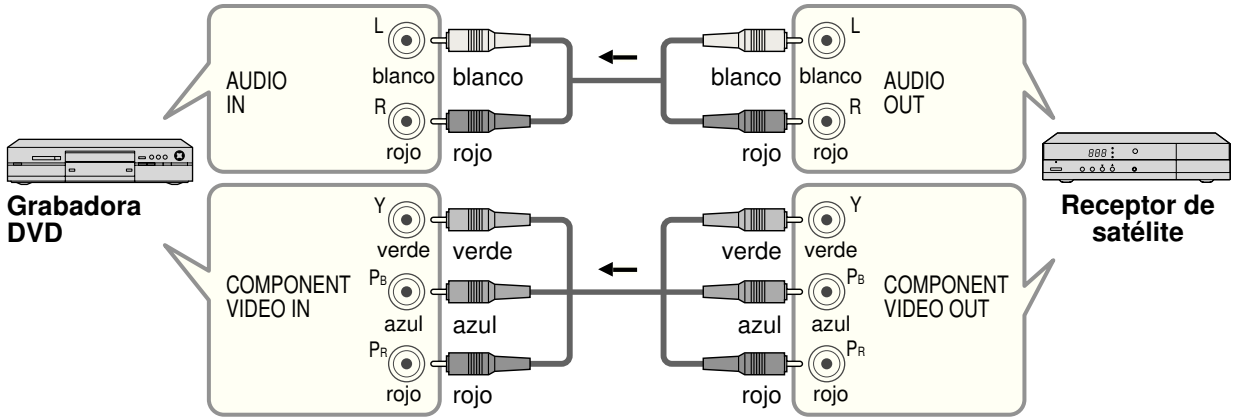 L
blanco
blanco
AUDIO
IN
R
rojo
rojo
blanco
blanco
L
AUDIO
OUT
rojo
rojo
R
Grabadora
DVD
888
Receptor de
satélite
Y
verde
verde
COMPONENT
VIDEO IN
PB
azul
azul
PR
rojo
rojo
verde
verde
Y
COMPONENT
VIDEO OUT
azul
azul
PB
rojo
rojo
PR